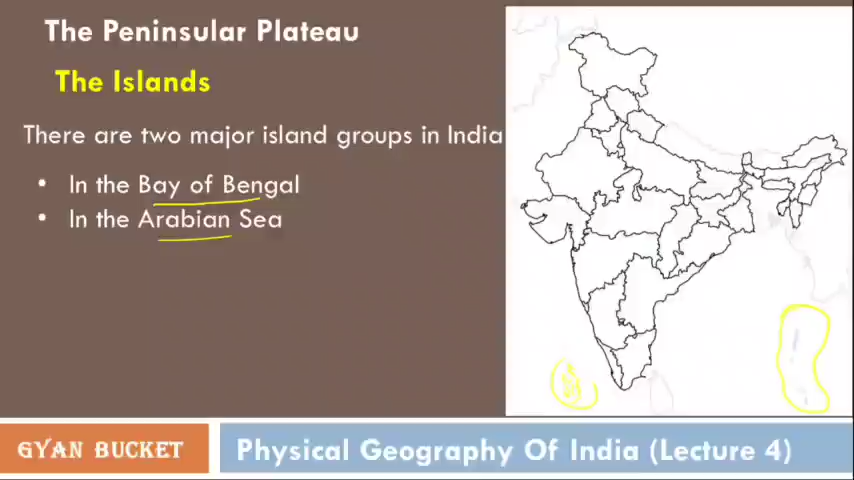 The Peninsular Plateau
The Islands
There are two major island groups in India
• In the Bay of Bengal
• In the Arabian Sea
GYAN BUCKET
Physical Geography Of India (Lecture 4)